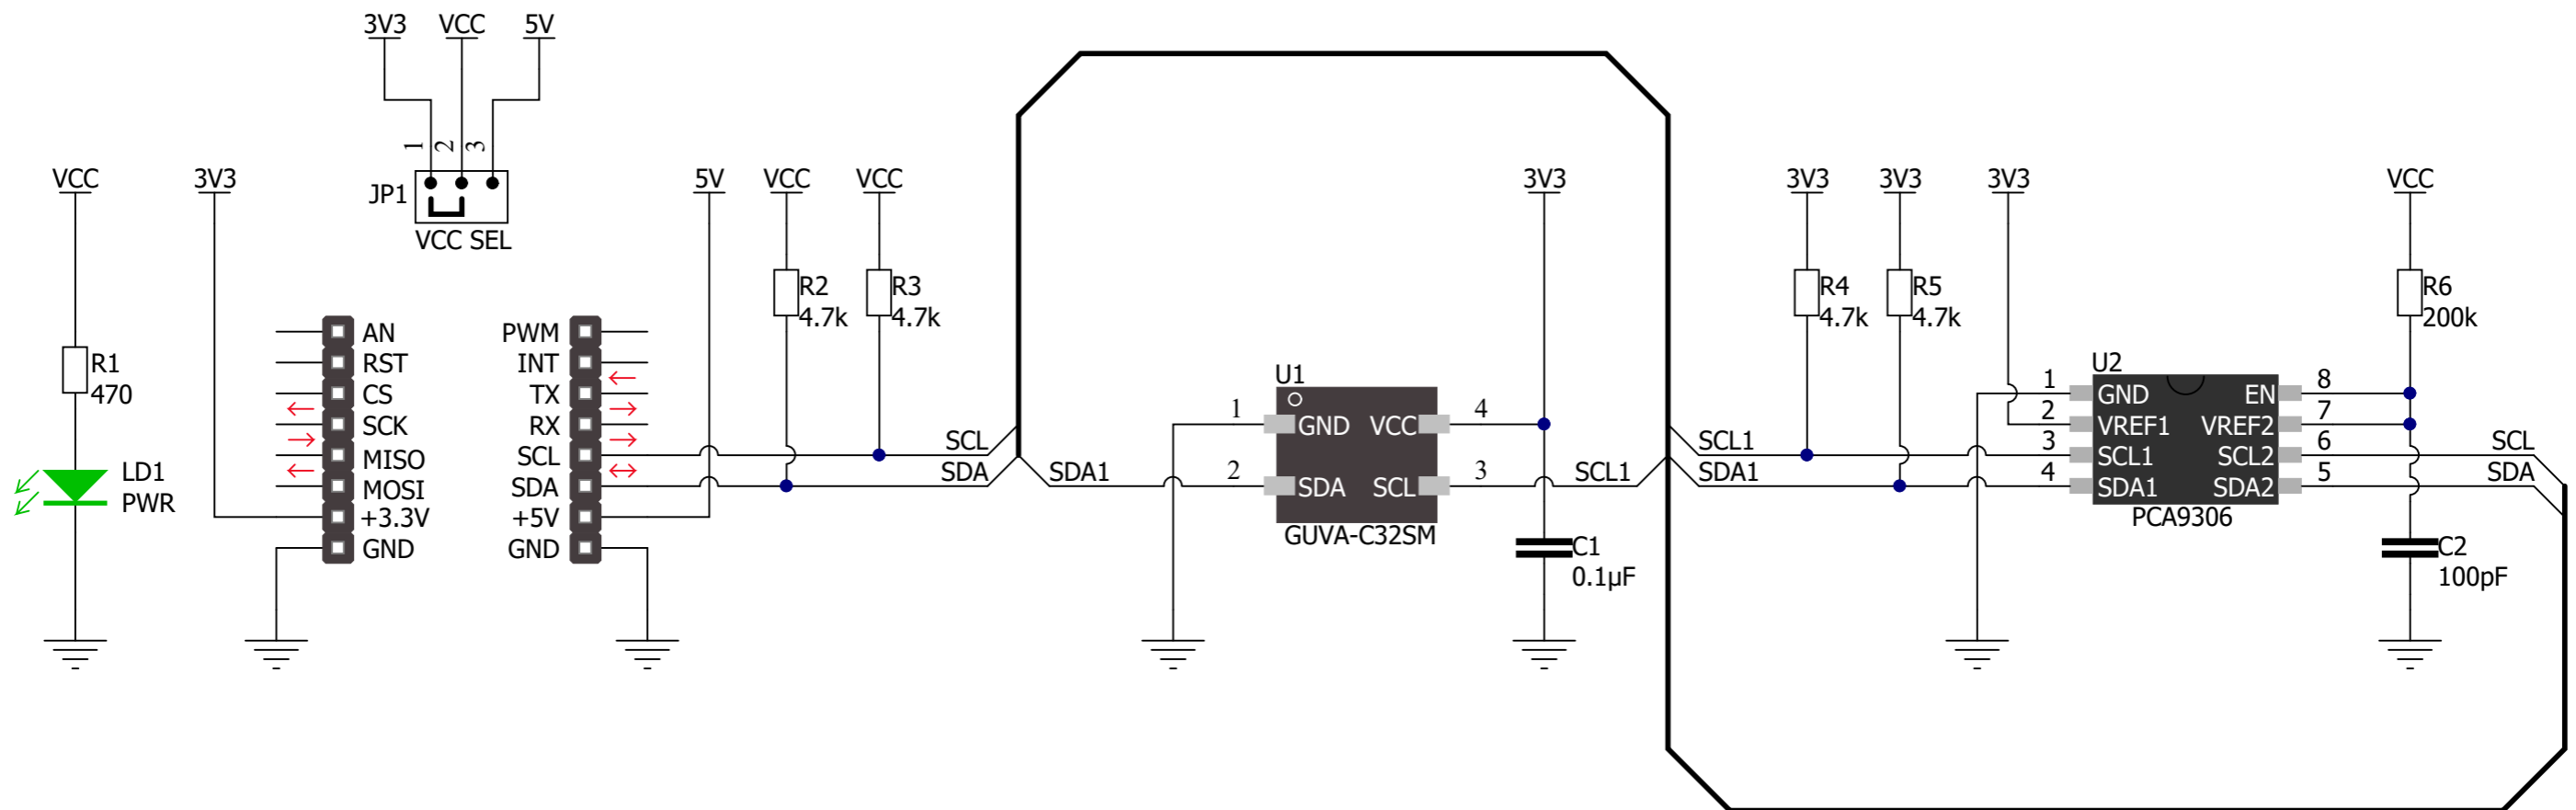 3V3 VCC 5V
1 2 3
JP1
VCC SEL
VCC
R1
470
LD1
PWR
3V3
AN
RST
CS
SCK
MISO
MOSI
+3.3V
GND
PWM
INT
TX
RX
SCL
SDA
+5V
GND
5V
VCC
R2
4.7k
VCC
R3
4.7k
SCL
SDA
SDA1
U1
1
2
GND VCC
SDA SCL
4
3
GUVA-C32SM
3V3
SCL1
C1
0.1µF
SCL1
SDA1
3V3
R4
4.7k
3V3
R5
4.7k
3V3
U2
1
2
3
4
GND EN
VREF1 VREF2
SCL1 SCL2
SDA1 SDA2
8
7
6
5
PCA9306
VCC
R6
200k
SCL
SDA
C2
100pF